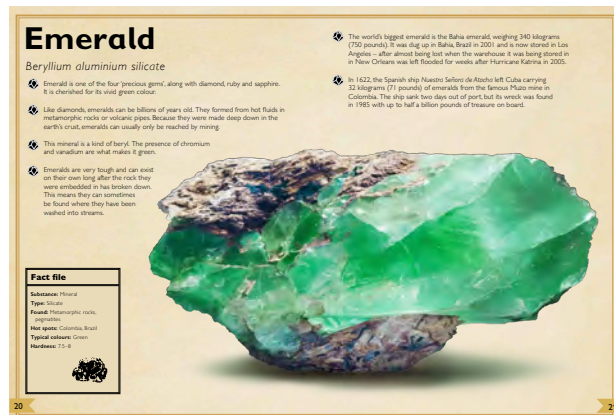 Emerald
Beryllium aluminium silicate
Emerald is one of the four 'precious gems', along with diamond, ruby and sapphire.
It is cherished for its vivid green colour.
Like diamonds, emeralds can be billions of years old. They formed from hot fluids in
metamorphic rocks or volcanic pipes. Because they were made deep down in the
earth's crust, emeralds can usually only be reached by mining.
This mineral is a kind of beryl. The presence of chromium
and vanadium are what makes it green.
Emeralds are very tough and can exist
on their own long after the rock they
were embedded in has broken down.
This means they can sometimes
be found where they have been
washed into streams.
The world's biggest emerald is the Bahia emerald, weighing 340 kilograms
(750 pounds). It was dug up in Bahia, Brazil in 2001 and is now stored in Los
Angeles – after almost being lost when the warehouse it was being stored in
in New Orleans was left flooded for weeks after Hurricane Katrina in 2005.
In 1622, the Spanish ship Nuestra Señora de Atocha left Cuba carrying
32 kilograms (71 pounds) of emeralds from the famous Muzo mine in
Colombia. The ship sank two days out of port, but its wreck was found
in 1985 with up to half a billion pounds of treasure on board.
Fact file
Substance: Mineral
Type: Silicate
Found: Metamorphic rocks,
pegmatites
Hot spots: Colombia, Brazil
Typical colours: Green
Hardness: 7.5–8
20